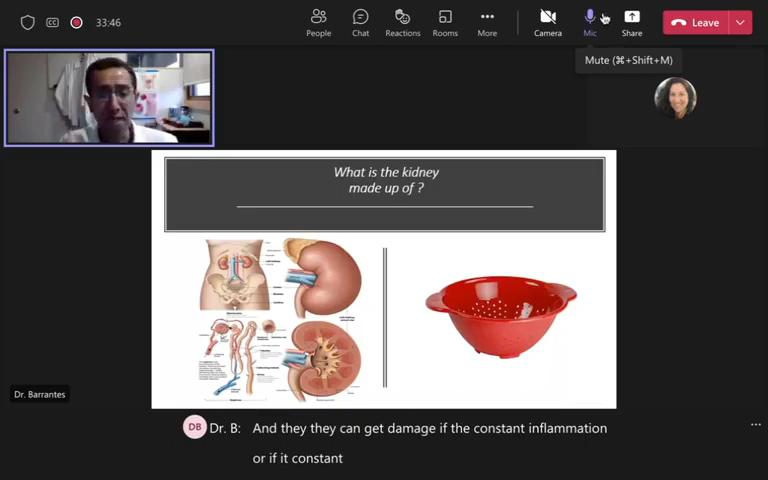 33:46
CC
People
Chat
Reactions
Rooms
More
Camera
Mic
Share
Leave
Mute (⌘+Shift+M)
What is the kidney
made up of ?
Dr. Barrantes
DB
Dr. B: And they they can get damage if the constant inflammation
or if it constant